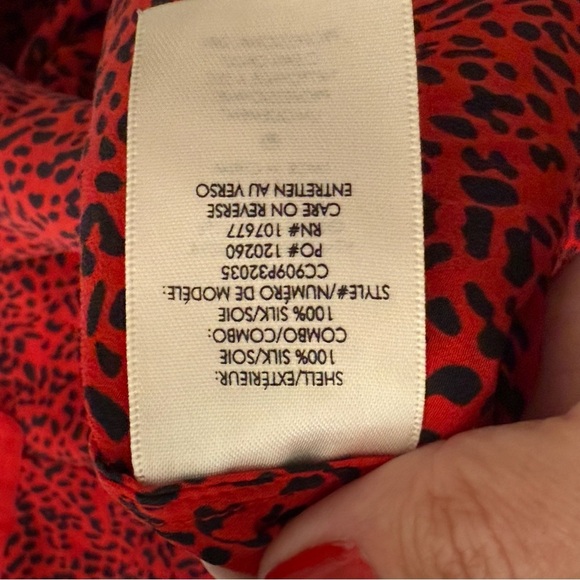 SHELL/EXTÉRIEUR:
100% SILK/SOIE
COMBO/COMBO:
100% SILK/SOIE
STYLE#/NUMÉRO DE MODÈLE:
CC909P32035
PO# 120260
RN# 107677
CARE ON REVERSE
ENTRETIEN AU VERSO